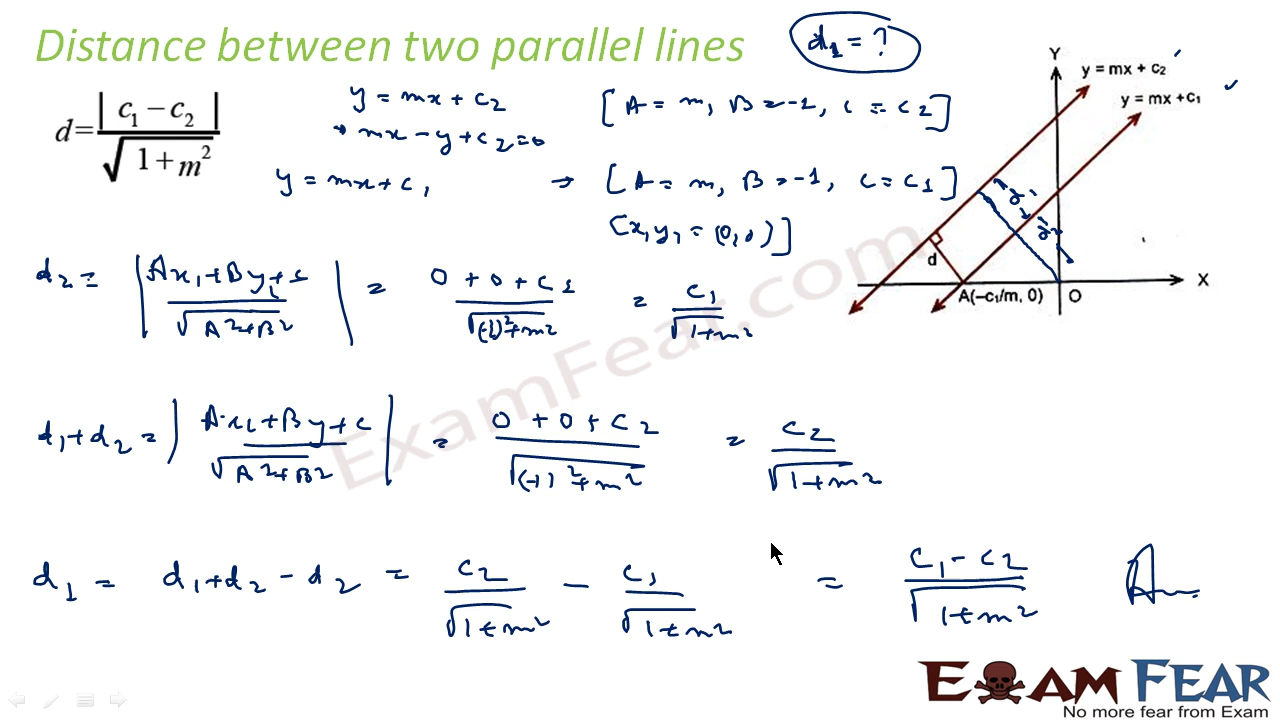 Distance between two parallel lines
d₁ = ?
d = |c₁ − c₂| / √(1 + m²)
y = mx + c₂ [A = m, B = -1, C = C₂]
→ mx − y + c₂ = 0
y = mx + c₁ → [A = m, B = -1, C = C₁]
(x₁ y₁ = (0,0)]
Y
y = mx + c₂
y = mx + c₁
d₁
d₂
d
A(−c₁/m, 0)
O
X
d₂ = |Ax₁ + By₁ + c / √(A² + B²)| = 0 + 0 + C₁ / √((-1)² + m²) = C₁ / √(1 + m²)
d₁ + d₂ = |A·x₁ + By + c / √(A² + B²)| = 0 + 0 + C₂ / √((-1)² + m²) = C₂ / √(1 + m²)
d₁ = d₁ + d₂ − d₂ = C₂ / √(1 + m²) − C₁ / √(1 + m²) = C₁ − C₂ / √(1 + m²)
ExamFear.com
EXAM FEAR
No more fear from Exam